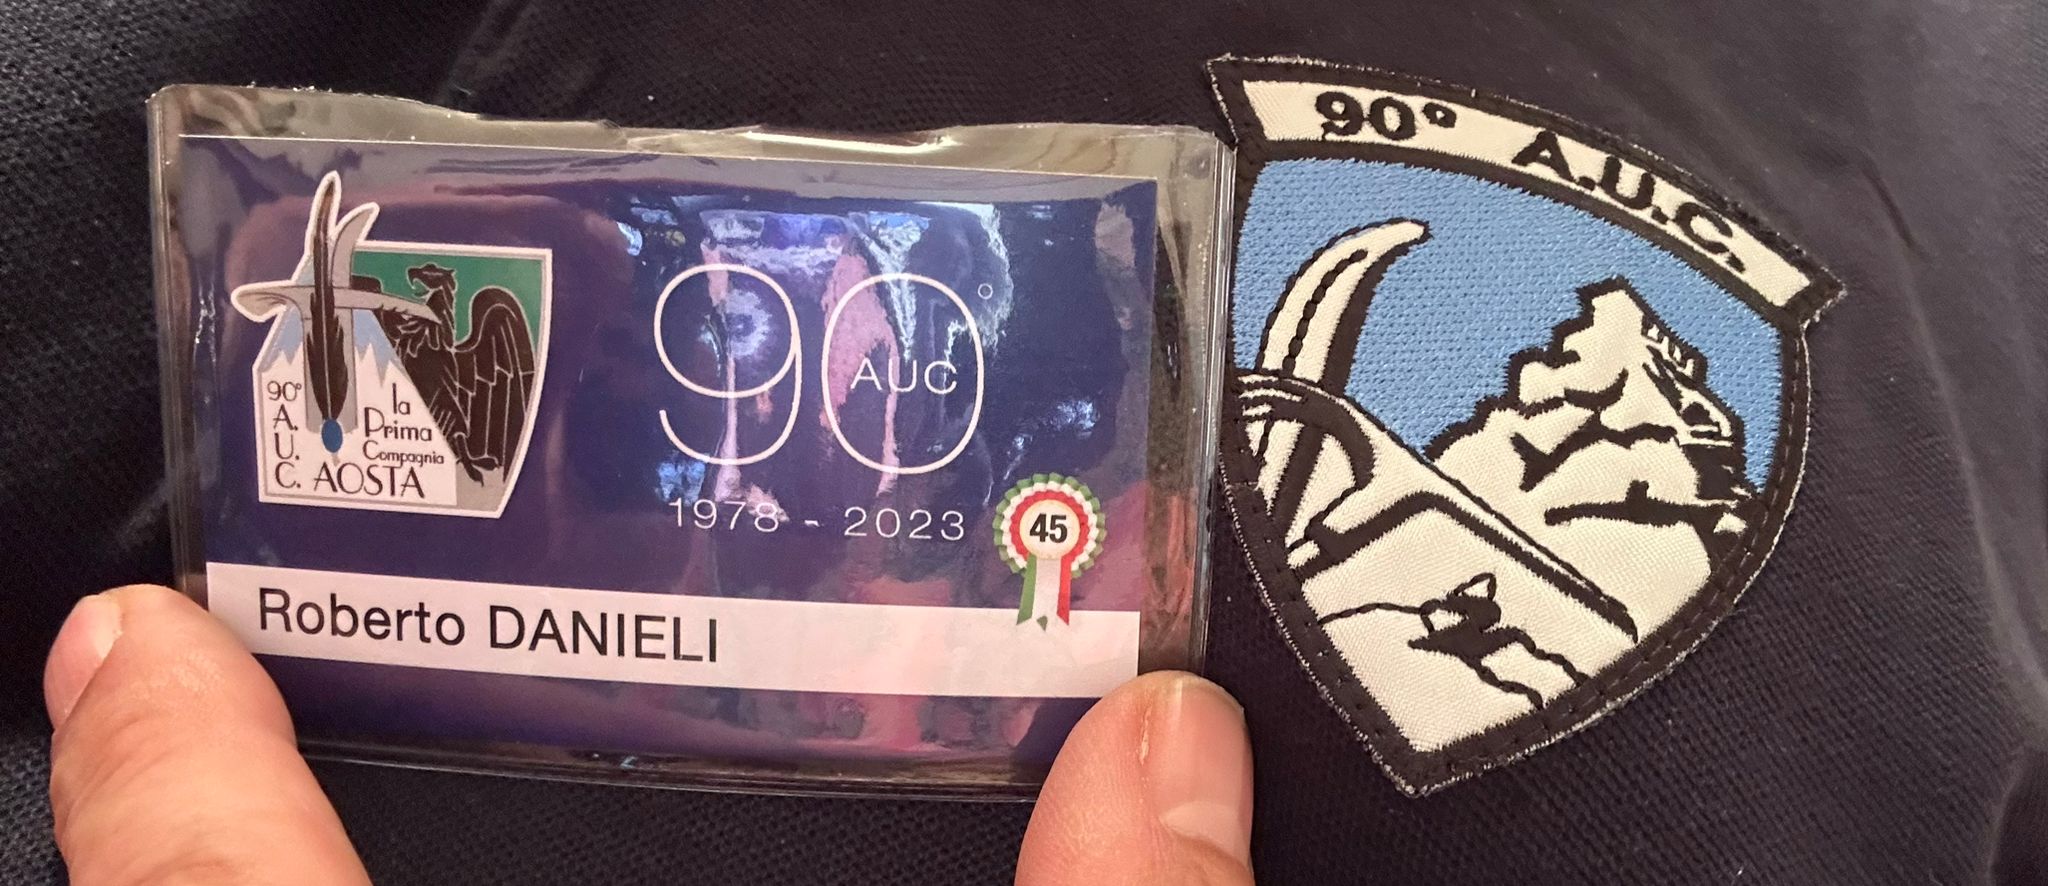 90°
A.
U.
C. AOSTA
la
Prima
Compagnia
90°
AUC
1978 - 2023
45
Roberto DANIELI
90° A.U.C.